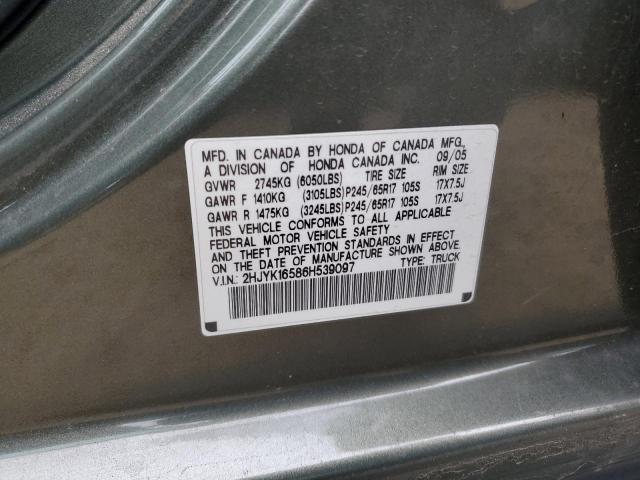 MFD. IN CANADA BY HONDA OF CANADA MFG.,
A DIVISION OF HONDA CANADA INC. 09/05
GVWR 2745KG (6050LBS) TIRE SIZE RIM SIZE
GAWR F 1410KG (3105LBS) P245/65R17 105S 17X7.5J
GAWR R 1475KG (3245LBS) P245/65R17 105S 17X7.5J
THIS VEHICLE CONFORMS TO ALL APPLICABLE
FEDERAL MOTOR VEHICLE SAFETY
AND THEFT PREVENTION STANDARDS IN EFFECT
ON THE DATE OF MANUFACTURE SHOWN ABOVE.
V.I.N.: 2HJYK16586H539097 TYPE: TRUCK